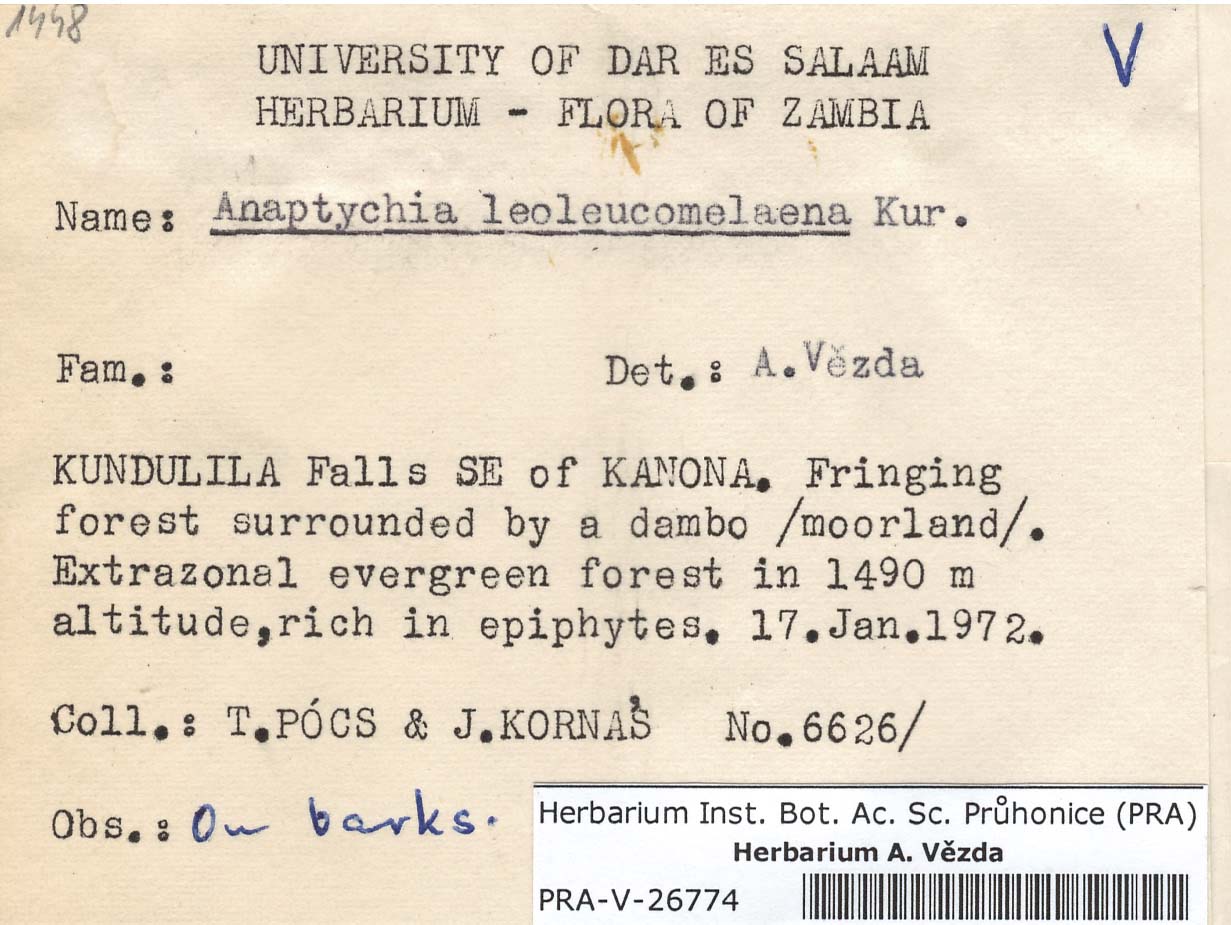 1448
V
UNIVERSITY OF DAR ES SALAAM
HERBARIUM - FLORA OF ZAMBIA
Name: Anaptychia leoleucomelaena Kur.
Fam.: Det.: A.Vězda
KUNDULILA Falls SE of KANONA. Fringing
forest surrounded by a dambo /moorland/.
Extrazonal evergreen forest in 1490 m
altitude,rich in epiphytes. 17.Jan.1972.
Coll.: T.PÓCS & J.KORNAŚ No.6626/
Obs.: On barks.
Herbarium Inst. Bot. Ac. Sc. Průhonice (PRA)
Herbarium A. Vězda
PRA-V-26774